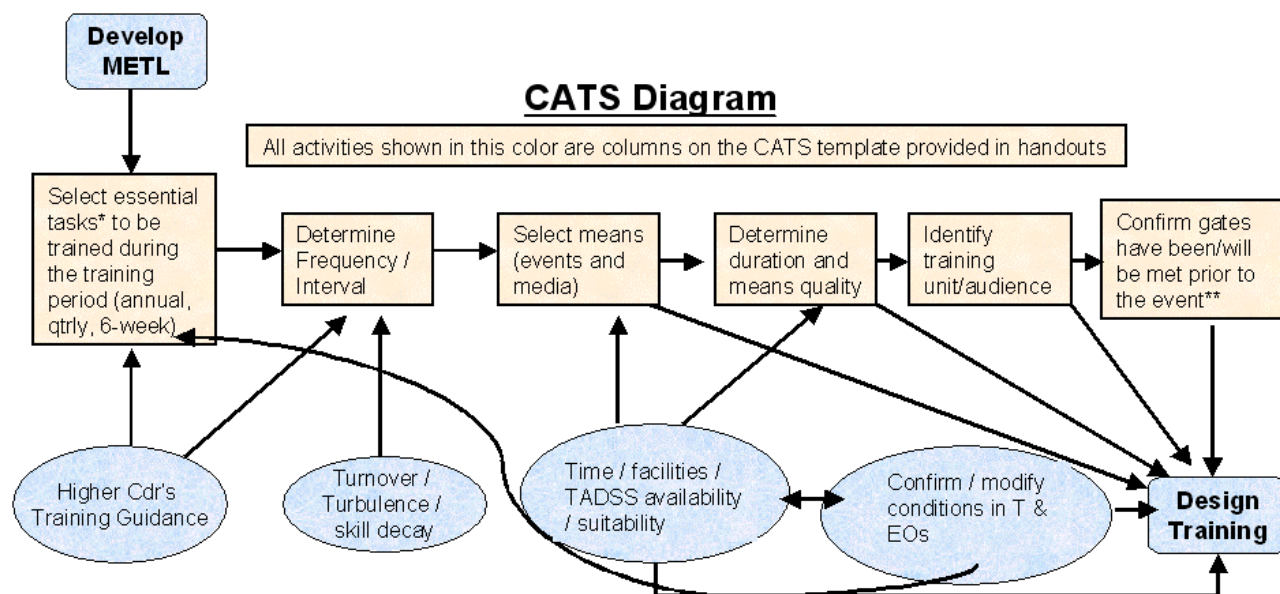 Develop
METL
CATS Diagram
All activities shown in this color are columns on the CATS template provided in handouts
Select essential
tasks* to be
trained during
the training
period (annual,
qtrly, 6-week)
Determine
Frequency /
Interval
Select means
(events and
media)
Determine
duration and
means quality
Identify
training
unit/audience
Confirm gates
have been/will
be met prior to
the event**
Higher Cdr's
Training Guidance
Turnover /
Turbulence /
skill decay
Time / facilities /
TADSS availability
/ suitability
Confirm / modify
conditions in T &
EOs
Design
Training